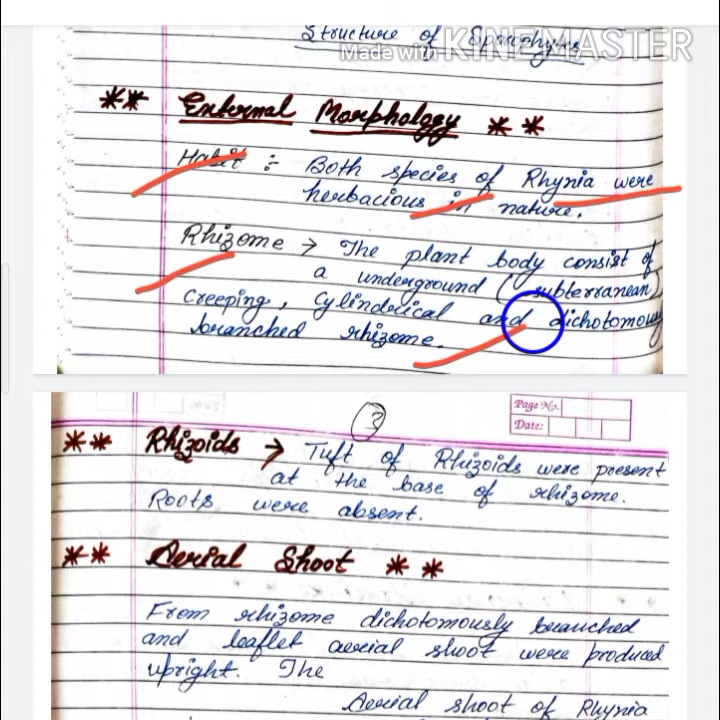 Structure of Sporophytes
Made with KINEMASTER
** External Morphology **
Habit :- Both species of Rhynia were
herbacious in nature.
Rhizome → The plant body consist of
a underground (subterranean)
creeping, Cylindrical and dichotomously
branched rhizome.
3
Page No.
Date:
** Rhizoids → Tuft of Rhizoids were present
at the base of rhizome.
Roots were absent.
** Aerial Shoot **
From rhizome dichotomously branched
and leaflet aerial shoot were produced
upright. The
Aerial shoot of Rhynia